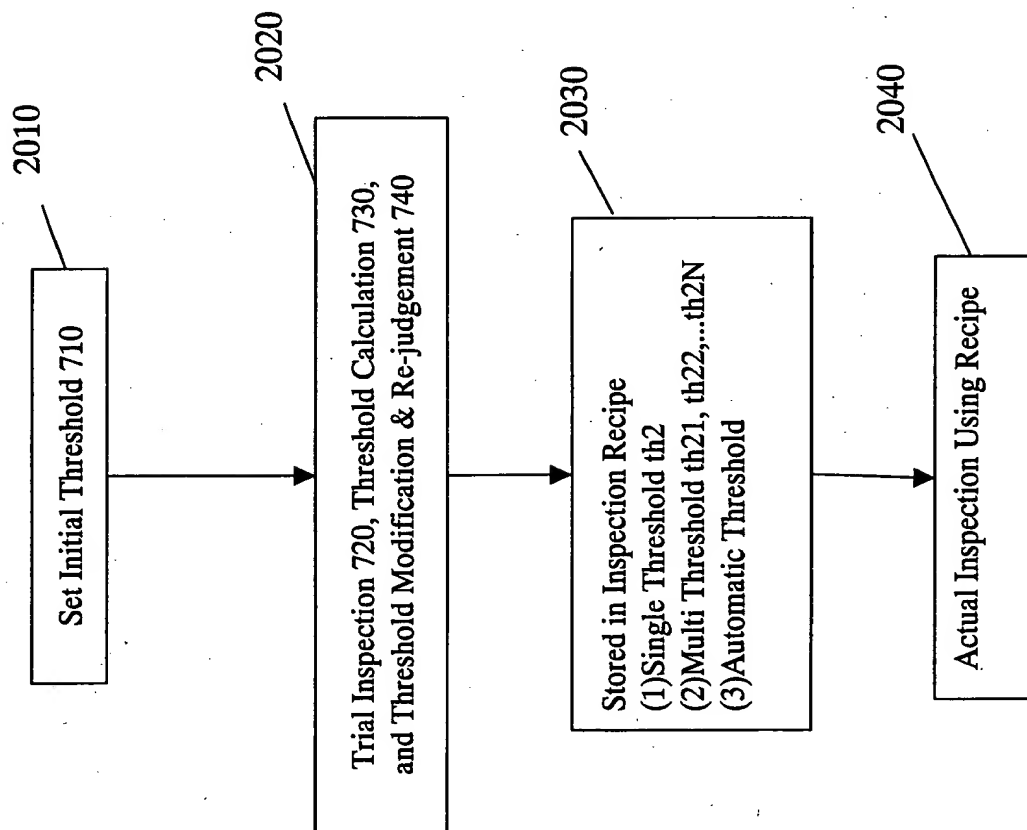 2010
Set Initial Threshold 710
2020
Trial Inspection 720, Threshold Calculation 730,
and Threshold Modification & Re-judgement 740
2030
Stored in Inspection Recipe
(1)Single Threshold th2
(2)Multi Threshold th21, th22,...th2N
(3)Automatic Threshold
2040
Actual Inspection Using Recipe